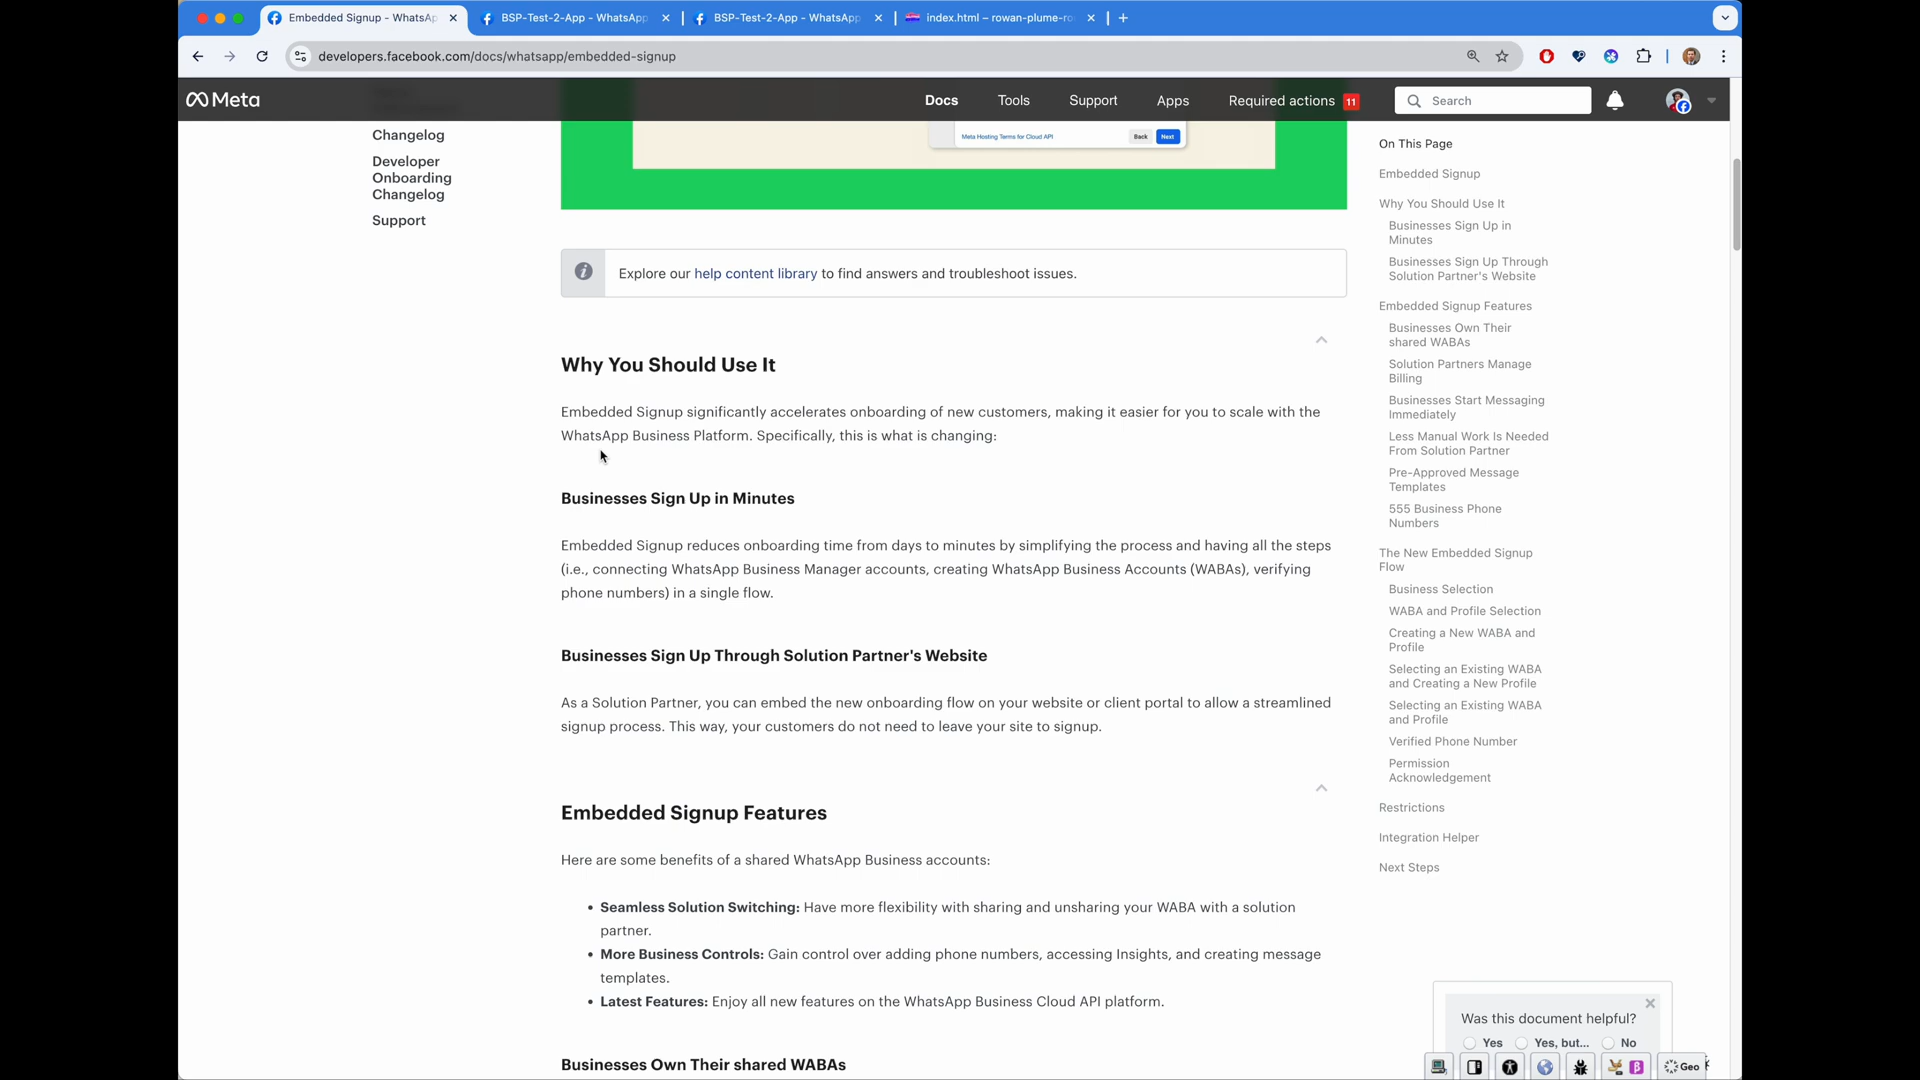 Embedded Signup - WhatsAp
BSP-Test-2-App - WhatsApp
BSP-Test-2-App - WhatsApp
index.html – rowan-plume-ro
developers.facebook.com/docs/whatsapp/embedded-signup
Meta
Docs
Tools
Support
Apps
Required actions 11
Search
Changelog
Developer
Onboarding
Changelog
Support
Meta Hosting Terms for Cloud API
Back
Next
Explore our help content library to find answers and troubleshoot issues.
Why You Should Use It
Embedded Signup significantly accelerates onboarding of new customers, making it easier for you to scale with the
WhatsApp Business Platform. Specifically, this is what is changing:
Businesses Sign Up in Minutes
Embedded Signup reduces onboarding time from days to minutes by simplifying the process and having all the steps
(i.e., connecting WhatsApp Business Manager accounts, creating WhatsApp Business Accounts (WABAs), verifying
phone numbers) in a single flow.
Businesses Sign Up Through Solution Partner's Website
As a Solution Partner, you can embed the new onboarding flow on your website or client portal to allow a streamlined
signup process. This way, your customers do not need to leave your site to signup.
Embedded Signup Features
Here are some benefits of a shared WhatsApp Business accounts:
• Seamless Solution Switching: Have more flexibility with sharing and unsharing your WABA with a solution
partner.
• More Business Controls: Gain control over adding phone numbers, accessing Insights, and creating message
templates.
• Latest Features: Enjoy all new features on the WhatsApp Business Cloud API platform.
Businesses Own Their shared WABAs
On This Page
Embedded Signup
Why You Should Use It
Businesses Sign Up in
Minutes
Businesses Sign Up Through
Solution Partner's Website
Embedded Signup Features
Businesses Own Their
shared WABAs
Solution Partners Manage
Billing
Businesses Start Messaging
Immediately
Less Manual Work Is Needed
From Solution Partner
Pre-Approved Message
Templates
555 Business Phone
Numbers
The New Embedded Signup
Flow
Business Selection
WABA and Profile Selection
Creating a New WABA and
Profile
Selecting an Existing WABA
and Creating a New Profile
Selecting an Existing WABA
and Profile
Verified Phone Number
Permission
Acknowledgement
Restrictions
Integration Helper
Next Steps
Was this document helpful?
Yes
Yes, but...
No
Geo